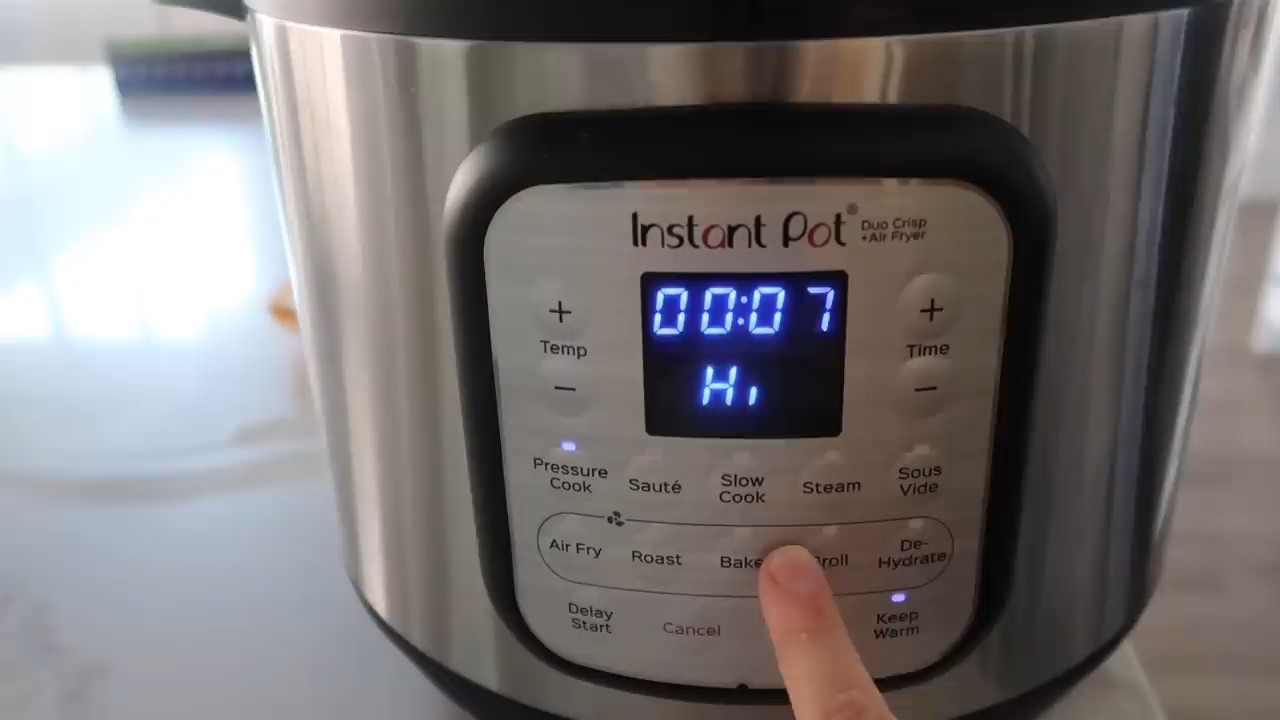 Instant Pot® Duo Crisp
+Air Fryer
00:07
Hi
+ +
Temp Time
− −
Pressure Cook Sauté Slow Cook Steam Sous Vide
Air Fry Roast Bake De-Hydrate
Delay Start Cancel Keep Warm